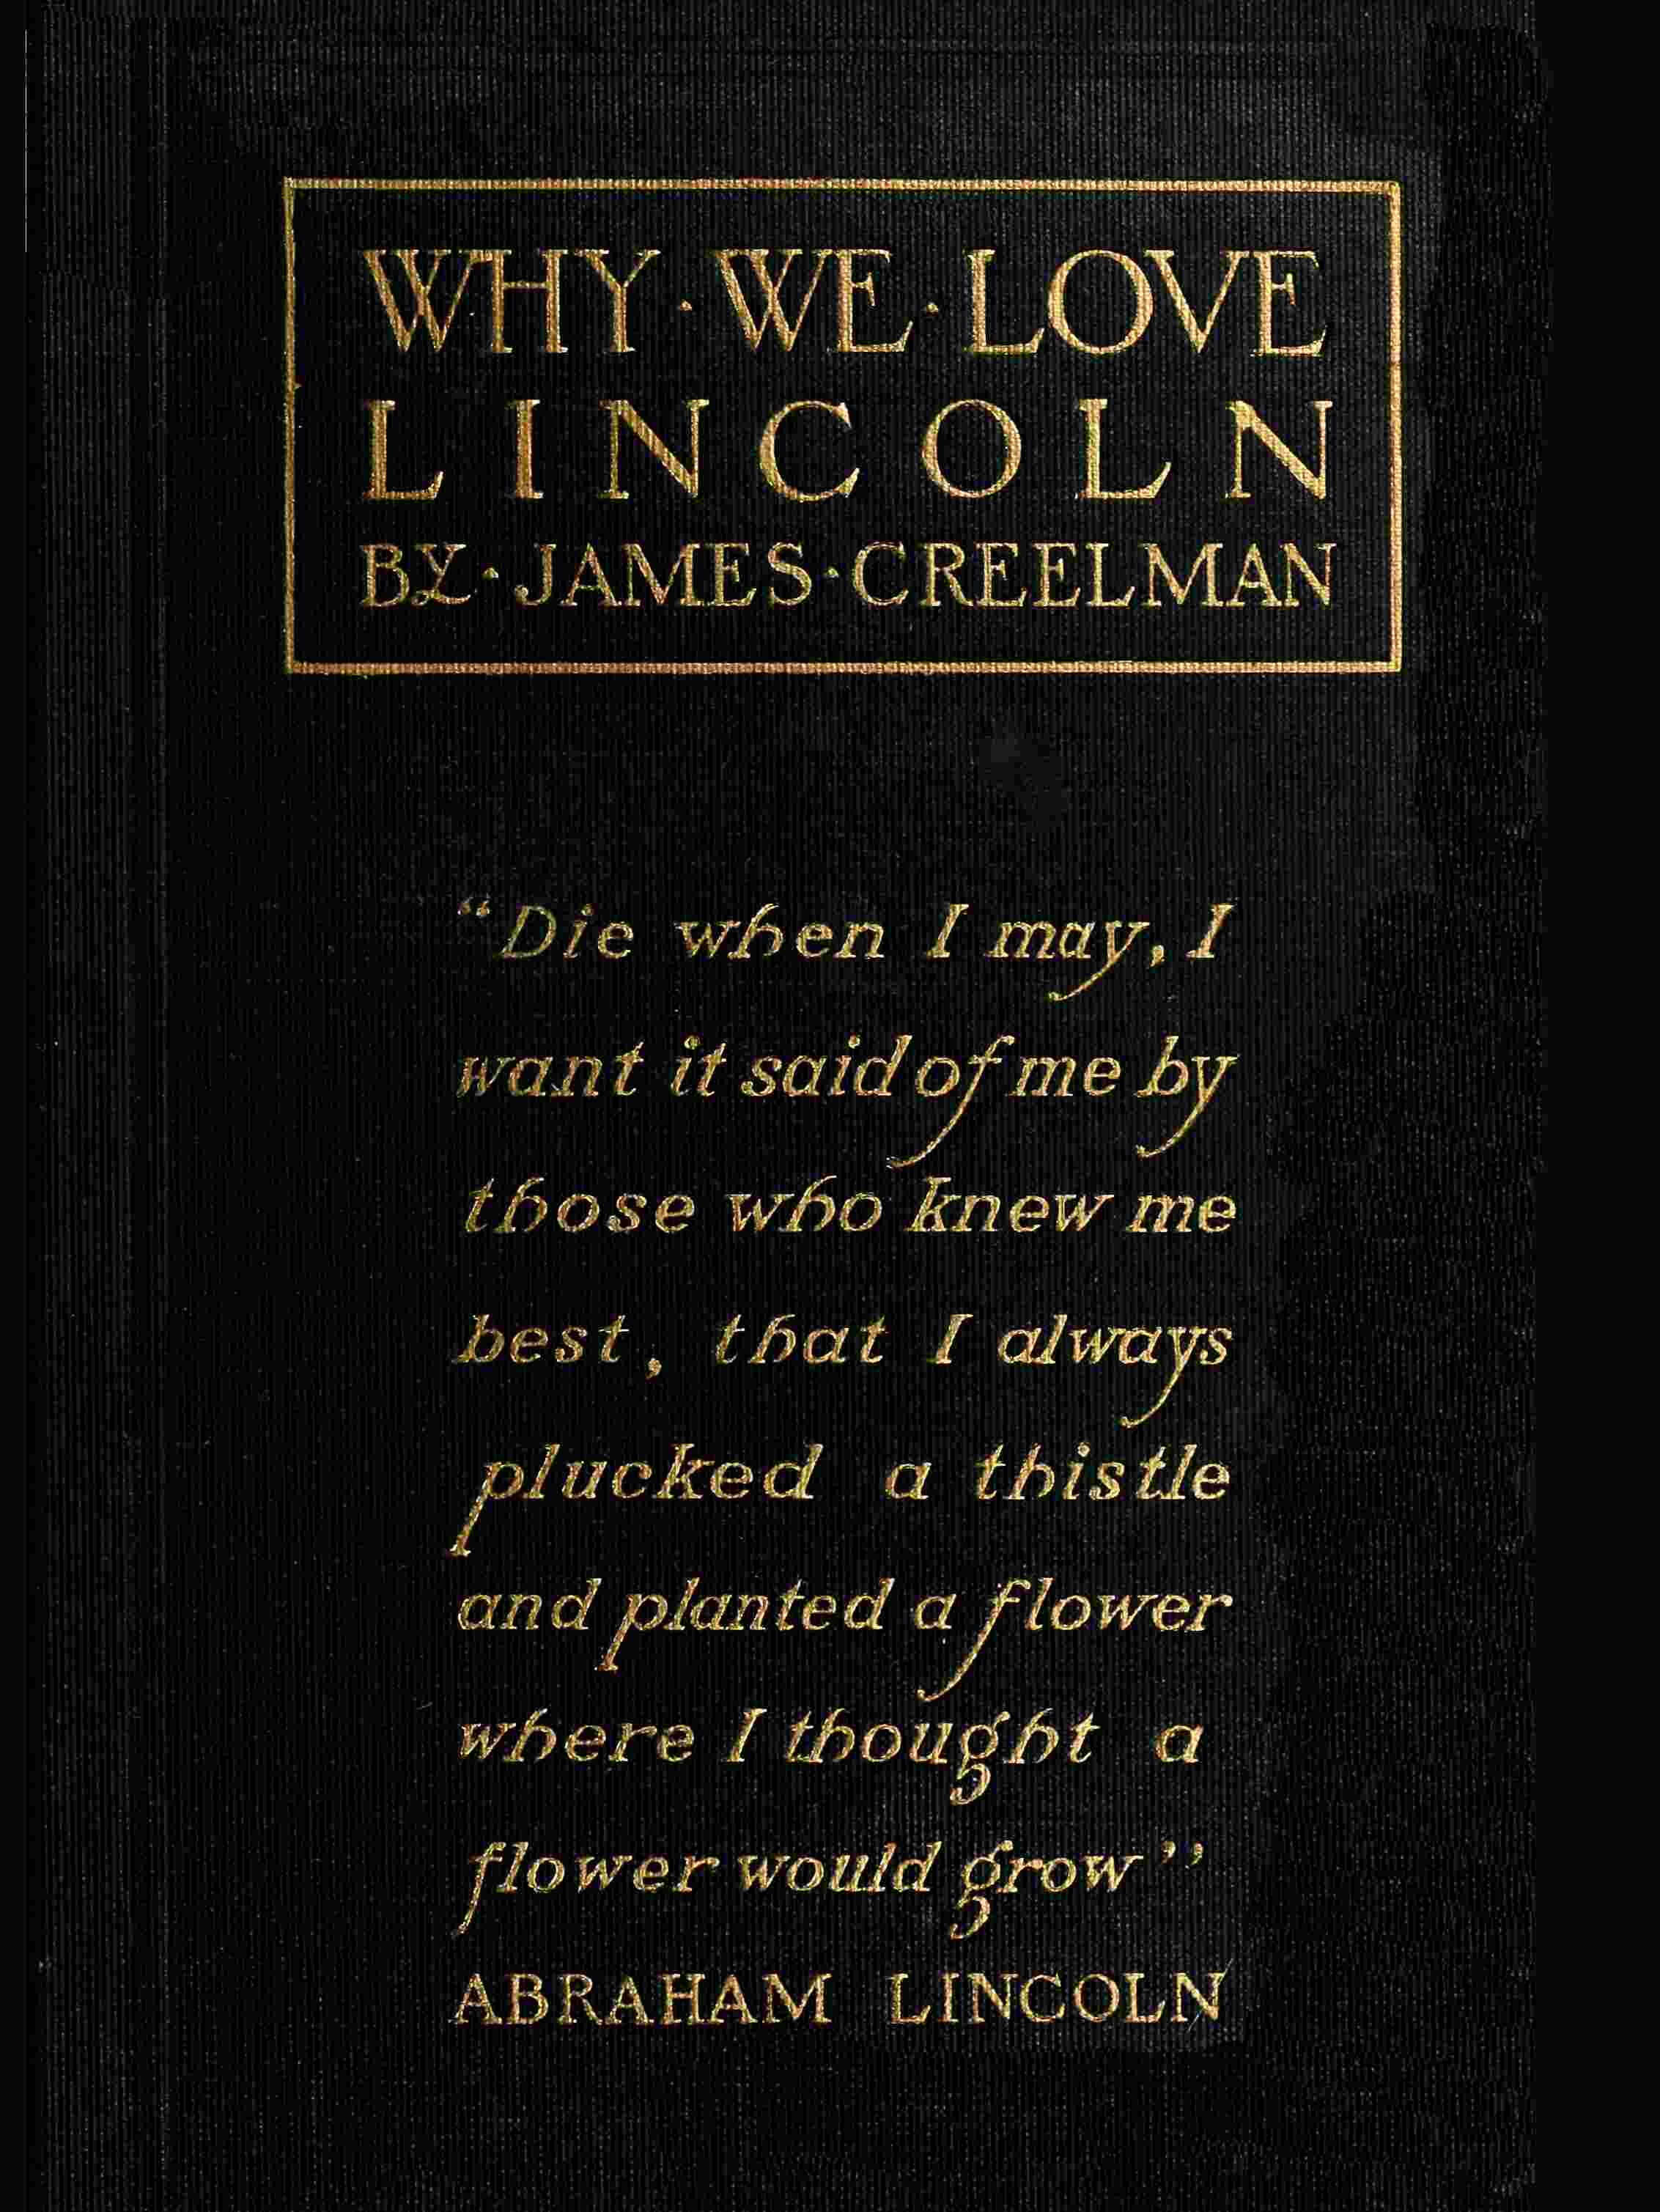 WHY·WE·LOVE
LINCOLN
BY·JAMES·CREELMAN
“Die when I may, I
want it said of me by
those who knew me
best, that I always
plucked a thistle
and planted a flower
where I thought a
flower would grow”
ABRAHAM LINCOLN